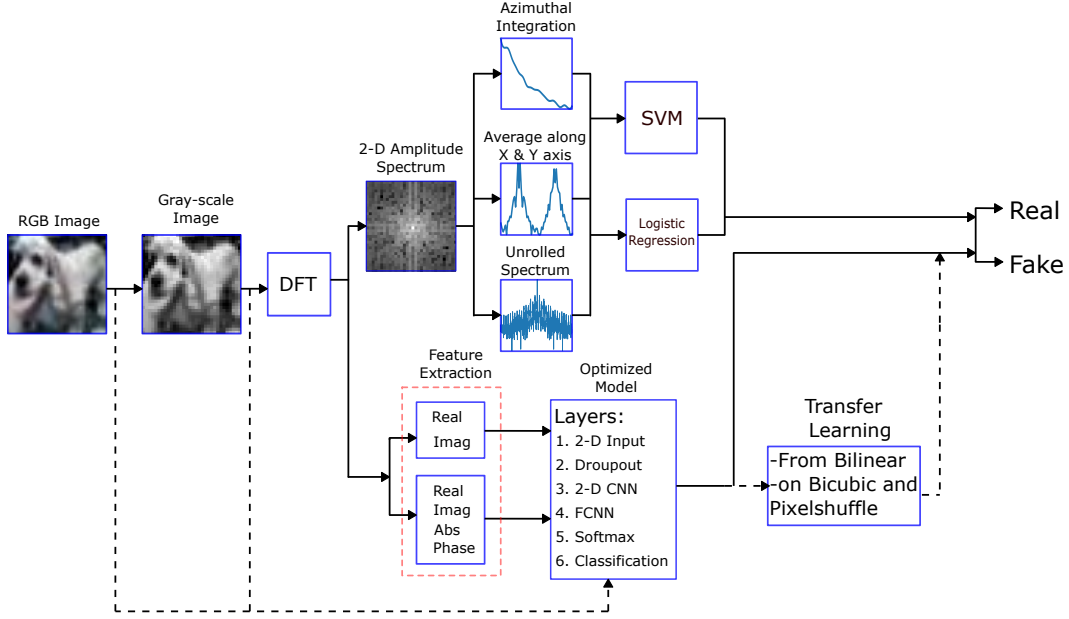 RGB Image
Gray-scale
Image
DFT
2-D Amplitude
Spectrum
Azimuthal
Integration
Average along
X & Y axis
Unrolled
Spectrum
SVM
Logistic
Regression
Real
Fake
Feature
Extraction
Real
Imag
Real
Imag
Abs
Phase
Optimized
Model
Layers:
1. 2-D Input
2. Droupout
3. 2-D CNN
4. FCNN
5. Softmax
6. Classification
Transfer
Learning
-From Bilinear
-on Bicubic and
Pixelshuffle